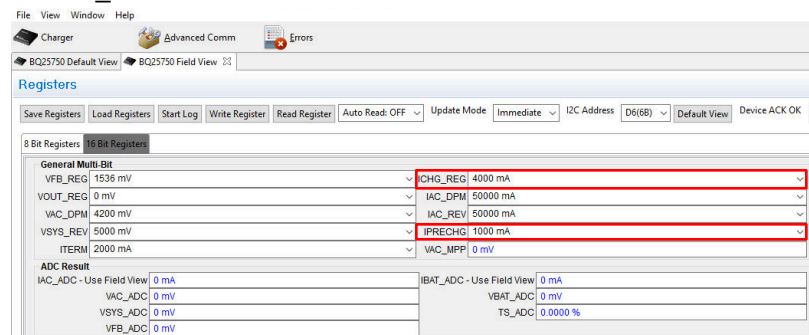 File View Window Help
Charger Advanced Comm Errors
BQ25750 Default View BQ25750 Field View
Registers
Save Registers Load Registers Start Log Write Register Read Register Auto Read: OFF Update Mode Immediate I2C Address D6(6B) Default View Device ACK OK
8 Bit Registers 16 Bit Registers
General Multi-Bit
VFB_REG 1536 mV ICHG_REG 4000 mA
VOUT_REG 0 mV IAC_DPM 50000 mA
VAC_DPM 4200 mV IAC_REV 50000 mA
VSYS_REV 5000 mV IPRECHG 1000 mA
ITERM 2000 mA VAC_MPP 0 mV
ADC Result
IAC_ADC - Use Field View 0 mA IBAT_ADC - Use Field View 0 mA
VAC_ADC 0 mV VBAT_ADC 0 mV
VSYS_ADC 0 mV TS_ADC 0.0000 %
VFB_ADC 0 mV